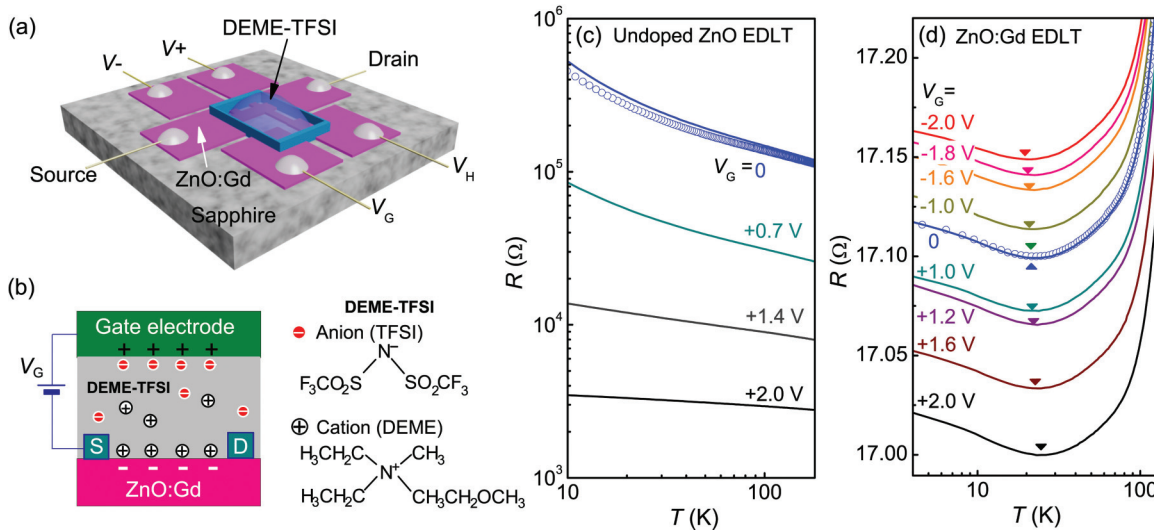 (a)
DEME-TFSI
V-
V+
Drain
Source
ZnO:Gd
Sapphire
V_G
V_H
(b)
Gate electrode
+ + + +
V_G
DEME-TFSI
S
D
- - - -
ZnO:Gd
DEME-TFSI
Anion (TFSI)
N−
F₃CO₂S
SO₂CF₃
Cation (DEME)
H₃CH₂C
CH₃
N⁺
H₃CH₂C
CH₂CH₂OCH₃
(c) Undoped ZnO EDLT
10⁶
10⁵
10⁴
10³
R (Ω)
V_G = 0
+0.7 V
+1.4 V
+2.0 V
10
100
T (K)
(d) ZnO:Gd EDLT
17.20
17.15
17.10
17.05
17.00
R (Ω)
V_G=
-2.0 V
-1.8 V
-1.6 V
-1.0 V
0
+1.0 V
+1.2 V
+1.6 V
+2.0 V
10
100
T (K)